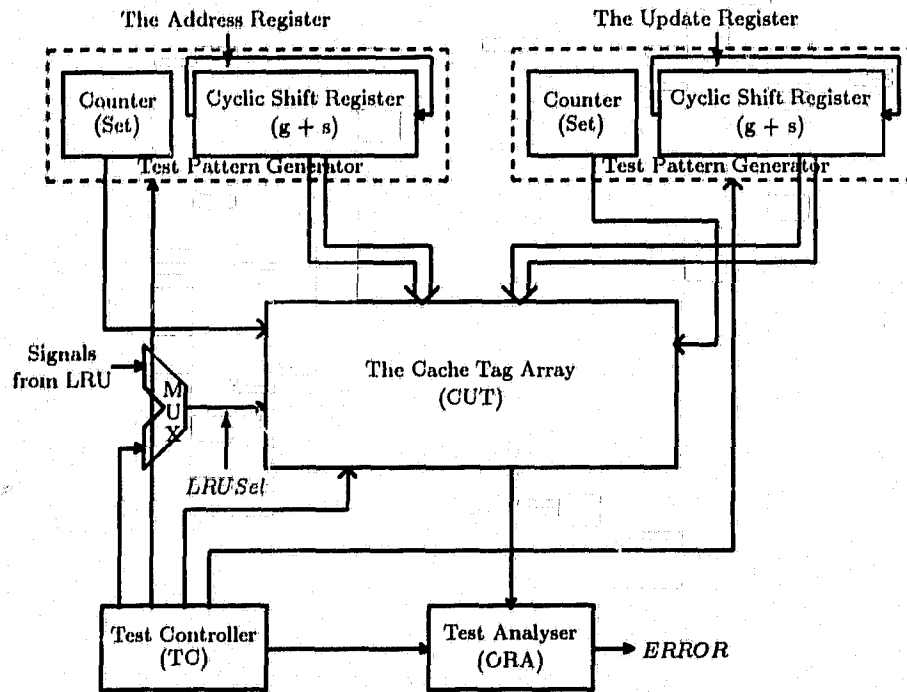 The Address Register
The Update Register
Counter
(Set)
Cyclic Shift Register
(g + s)
Test Pattern Generator
Counter
(Set)
Cyclic Shift Register
(g + s)
Test Pattern Generator
Signals
from LRU
M
U
X
LRUSel
The Cache Tag Array
(CUT)
Test Controller
(TC)
Test Analyser
(ORA)
ERROR